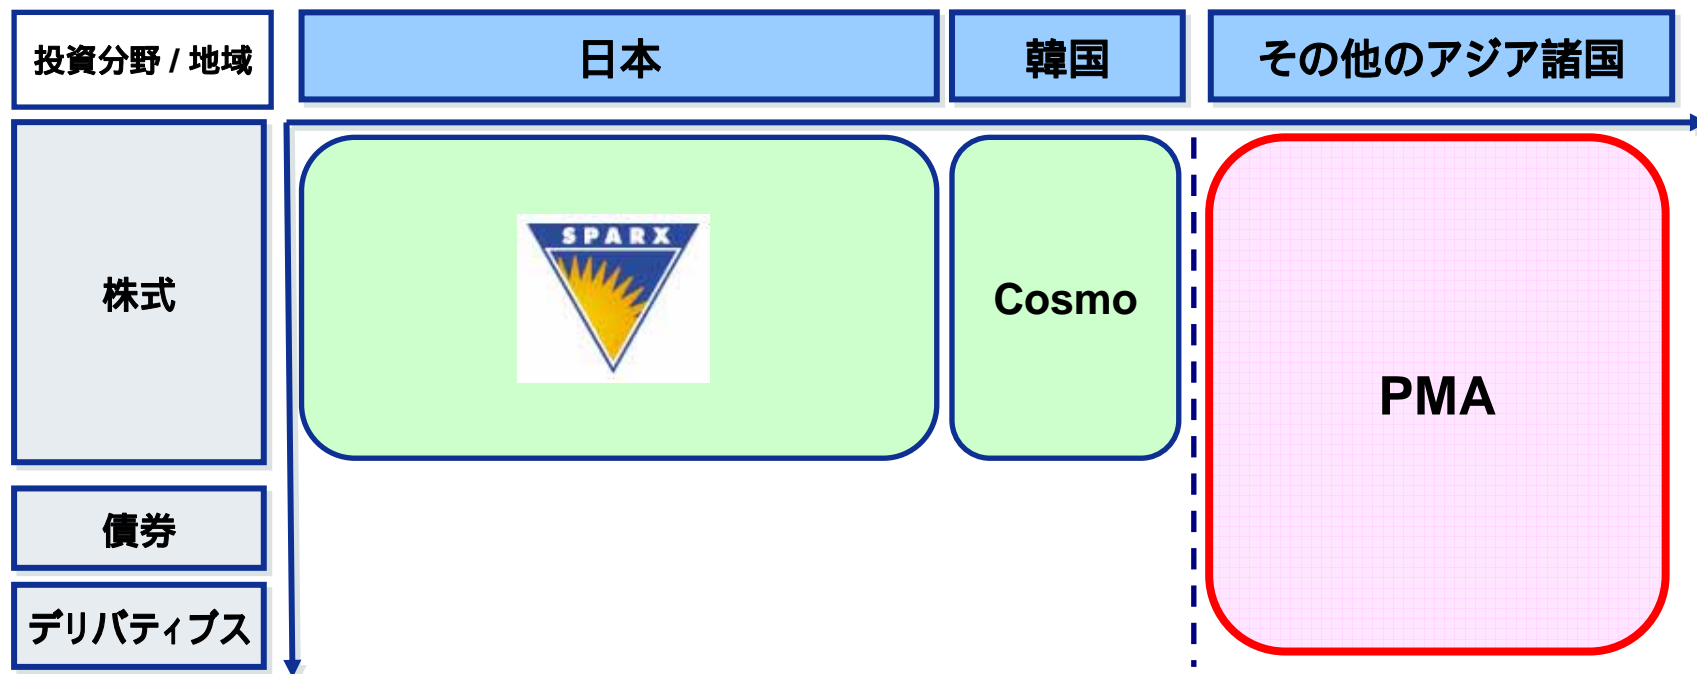 投資分野 / 地域
日本
韓国
その他のアジア諸国
株式
SPARX
Cosmo
PMA
債券
デリバティブス